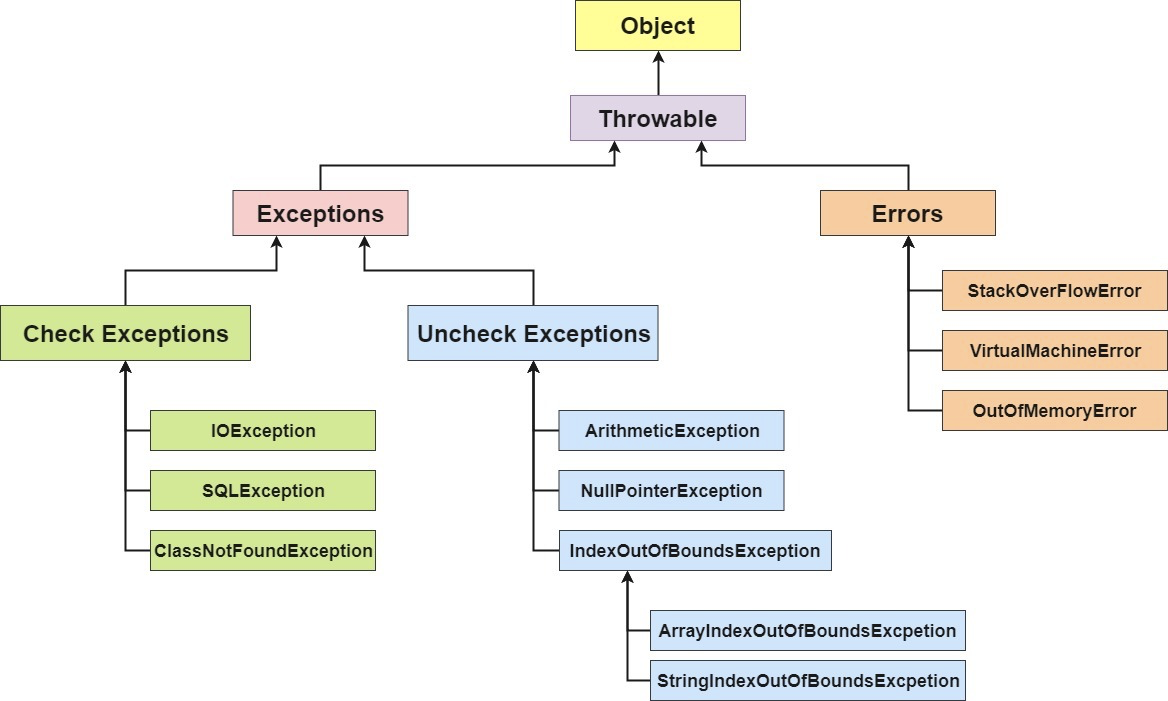 Object
Throwable
Exceptions
Errors
StackOverFlowError
Check Exceptions
Uncheck Exceptions
VirtualMachineError
OutOfMemoryError
IOException
ArithmeticException
SQLException
NullPointerException
ClassNotFoundException
IndexOutOfBoundsException
ArrayIndexOutOfBoundsExcpetion
StringIndexOutOfBoundsExcpetion